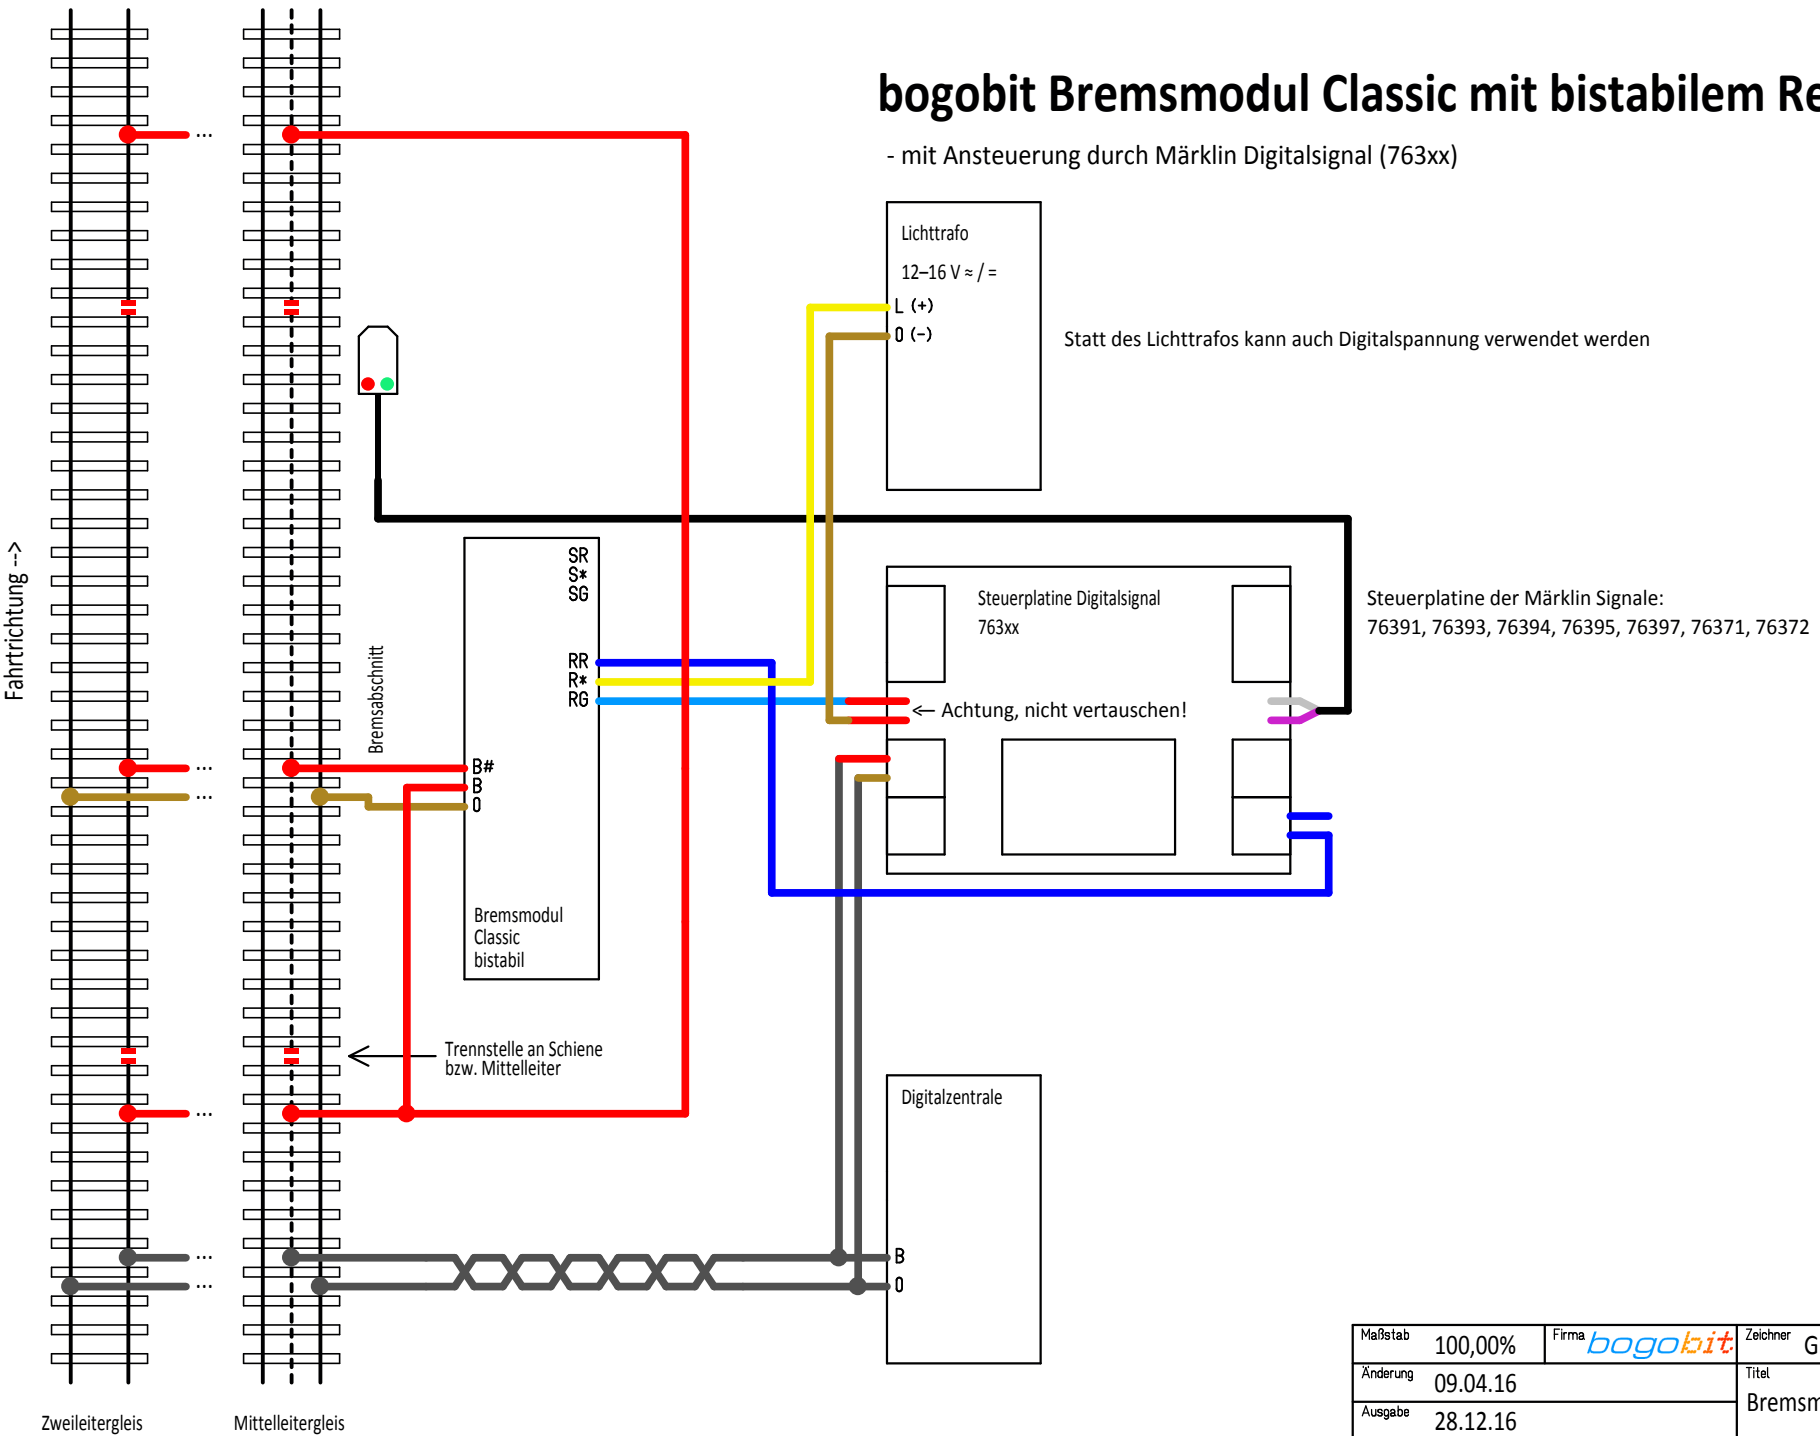 bogobit Bremsmodul Classic mit bistabilem Re
- mit Ansteuerung durch Märklin Digitalsignal (763xx)
Lichttrafo
12–16 V ≈ / =
L (+)
0 (-)
Statt des Lichttrafos kann auch Digitalspannung verwendet werden
...
Fahrtrichtung -->
Bremsabschnitt
SR
S*
SG
RR
R*
RG
B#
B
0
Bremsmodul
Classic
bistabil
Steuerplatine Digitalsignal
763xx
<-- Achtung, nicht vertauschen!
Steuerplatine der Märklin Signale:
76391, 76393, 76394, 76395, 76397, 76371, 76372
...
...
Trennstelle an Schiene
bzw. Mittelleiter
...
Digitalzentrale
B
0
...
...
Zweileitergleis
Mittelleitergleis
Maßstab 100,00%
Firma bogobit
Zeichner G
Änderung 09.04.16
Titel
Bremsm
Ausgabe 28.12.16